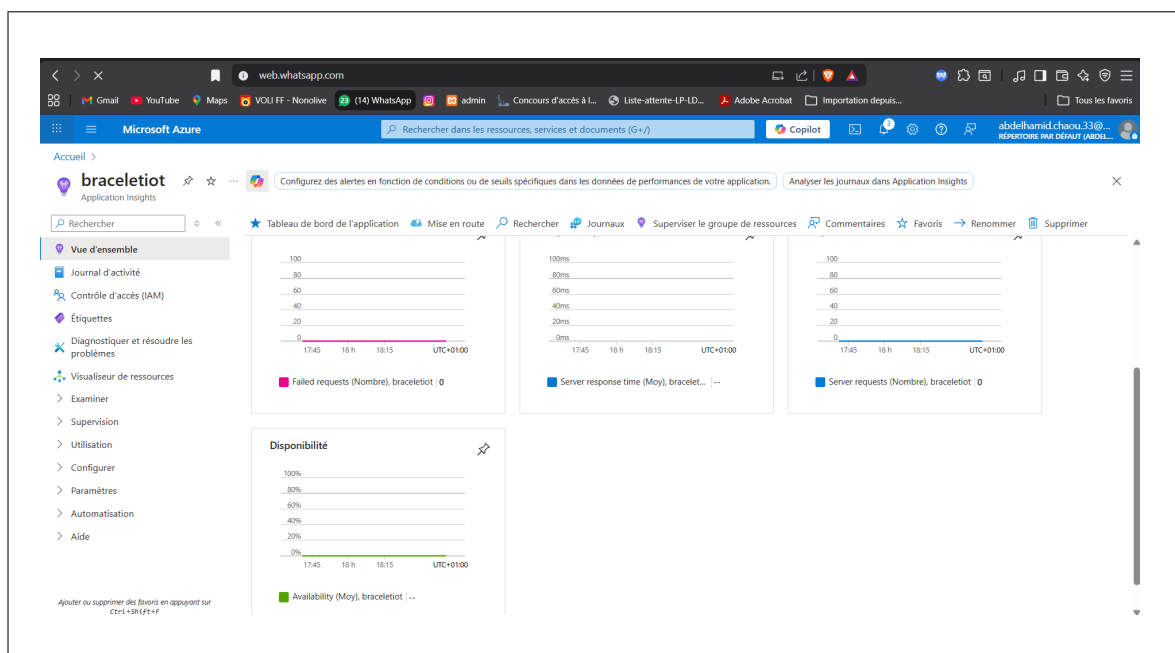 web.whatsapp.com
Gmail YouTube Maps VOLI FF - Nonolive (14) WhatsApp admin Concours d'accès à l... Liste-attente-LP-LD... Adobe Acrobat Importation depuis... Tous les favoris
Microsoft Azure Rechercher dans les ressources, services et documents (G+/) Copilot 3 abdelhamid.chaou.33@...
RÉPERTOIRE PAR DÉFAUT (ABDEL...
Accueil >
braceletiot
Application Insights
Configurez des alertes en fonction de conditions ou de seuils spécifiques dans les données de performances de votre application. Analyser les journaux dans Application Insights
Rechercher
Tableau de bord de l'application Mise en route Rechercher Journaux Superviser le groupe de ressources Commentaires Favoris Renommer Supprimer
Vue d'ensemble
Journal d'activité
Contrôle d'accès (IAM)
Étiquettes
Diagnostiquer et résoudre les
problèmes
Visualiseur de ressources
Examiner
Supervision
Utilisation
Configurer
Paramètres
Automatisation
Aide
Ajouter ou supprimer des favoris en appuyant sur
Ctrl+Shift+F
100
80
60
40
20
0
17:45 18 h 18:15 UTC+01:00
Failed requests (Nombre), braceletiot 0
100ms
80ms
60ms
40ms
20ms
0ms
17:45 18 h 18:15 UTC+01:00
Server response time (Moy), bracelet... --
100
80
60
40
20
0
17:45 18 h 18:15 UTC+01:00
Server requests (Nombre), braceletiot 0
Disponibilité
100%
80%
60%
40%
20%
0%
17:45 18 h 18:15 UTC+01:00
Availability (Moy), braceletiot --